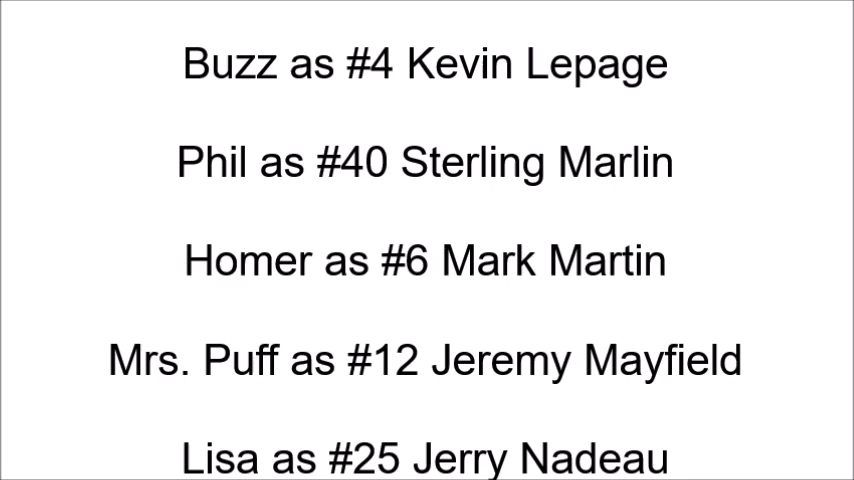 Buzz as #4 Kevin Lepage
Phil as #40 Sterling Marlin
Homer as #6 Mark Martin
Mrs. Puff as #12 Jeremy Mayfield
Lisa as #25 Jerry Nadeau